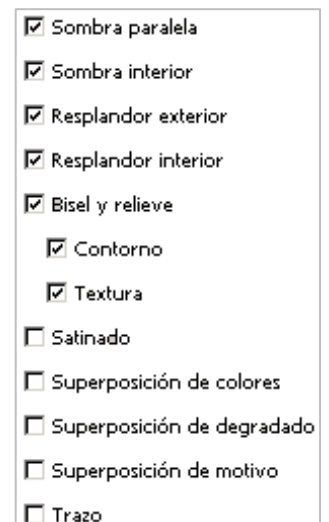 Sombra paralela
Sombra interior
Resplandor exterior
Resplandor interior
Bisel y relieve
Contorno
Textura
Satinado
Superposición de colores
Superposición de degradado
Superposición de motivo
Trazo